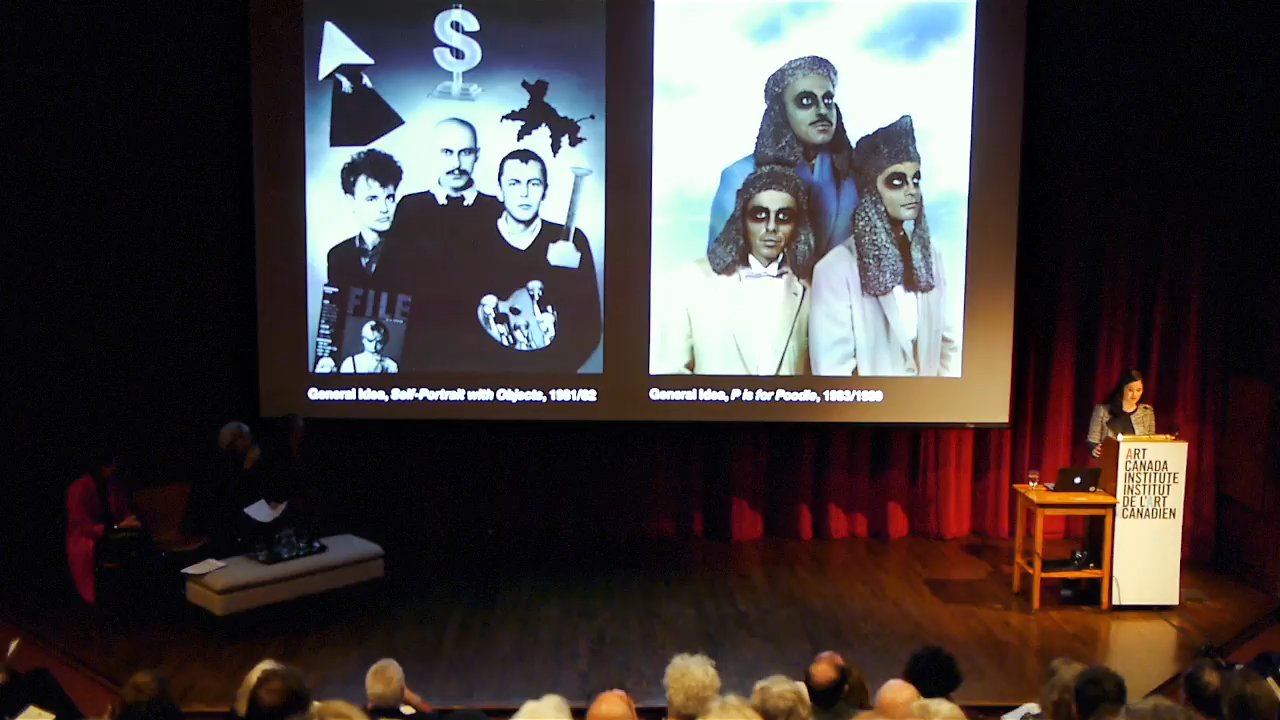 $
FILE
General Idea, Self-Portrait with Objects, 1981/82
General Idea, P is for Poodle, 1983/1989
ART
CANADA
INSTITUTE
INSTITUT
DE L'ART
CANADIEN